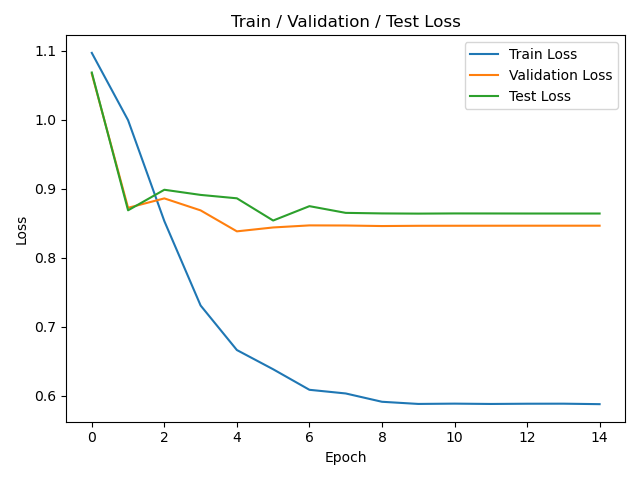 Train / Validation / Test Loss
Train Loss
Validation Loss
Test Loss
1.1
1.0
0.9
0.8
0.7
0.6
Loss
0 2 4 6 8 10 12 14
Epoch